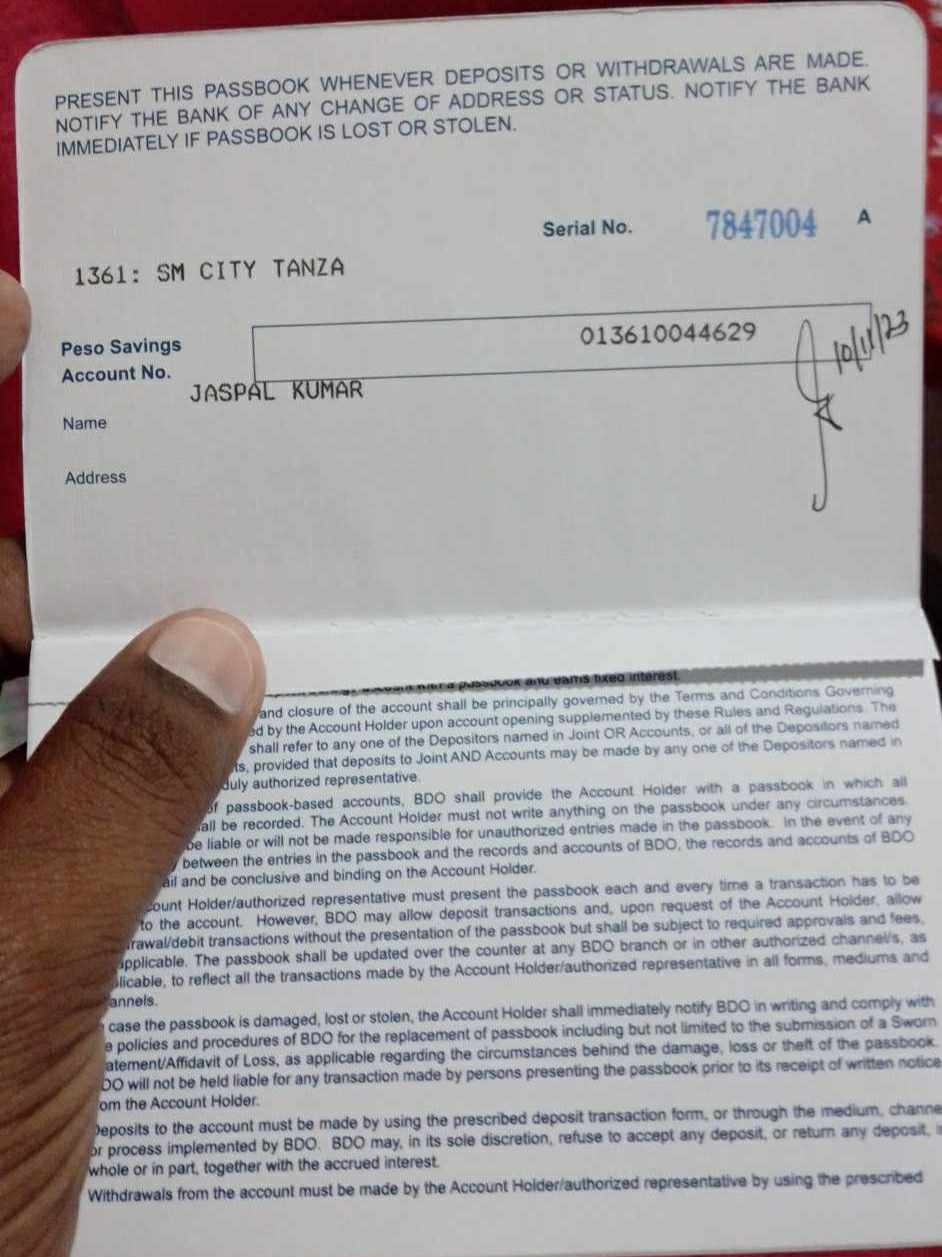 PRESENT THIS PASSBOOK WHENEVER DEPOSITS OR WITHDRAWALS ARE MADE.
NOTIFY THE BANK OF ANY CHANGE OF ADDRESS OR STATUS. NOTIFY THE BANK
IMMEDIATELY IF PASSBOOK IS LOST OR STOLEN.
Serial No. 7847004 A
1361: SM CITY TANZA
Peso Savings
Account No.
013610044629
10/11/23
JASPAL KUMAR
Name
Address
account with a passbook and earns fixed interest.
and closure of the account shall be principally governed by the Terms and Conditions Governing
by the Account Holder upon account opening supplemented by these Rules and Regulations. The
shall refer to any one of the Depositors named in Joint OR Accounts, or all of the Depositors named
provided that deposits to Joint AND Accounts may be made by any one of the Depositors named in
duly authorized representative.
of passbook-based accounts, BDO shall provide the Account Holder with a passbook in which all
be recorded. The Account Holder must not write anything on the passbook under any circumstances.
be liable or will not be made responsible for unauthorized entries made in the passbook. In the event of any
between the entries in the passbook and the records and accounts of BDO, the records and accounts of BDO
and be conclusive and binding on the Account Holder.
Holder/authorized representative must present the passbook each and every time a transaction has to be
to the account. However, BDO may allow deposit transactions and, upon request of the Account Holder, allow
rawal/debit transactions without the presentation of the passbook but shall be subject to required approvals and fees,
applicable. The passbook shall be updated over the counter at any BDO branch or in other authorized channel/s, as
licable, to reflect all the transactions made by the Account Holder/authorized representative in all forms, mediums and
annels.
case the passbook is damaged, lost or stolen, the Account Holder shall immediately notify BDO in writing and comply with
e policies and procedures of BDO for the replacement of passbook including but not limited to the submission of a Sworn
atement/Affidavit of Loss, as applicable regarding the circumstances behind the damage, loss or theft of the passbook.
DO will not be held liable for any transaction made by persons presenting the passbook prior to its receipt of written notice
om the Account Holder.
Deposits to the account must be made by using the prescribed deposit transaction form, or through the medium, channe
or process implemented by BDO. BDO may, in its sole discretion, refuse to accept any deposit, or return any deposit, i
whole or in part, together with the accrued interest.
Withdrawals from the account must be made by the Account Holder/authorized representative by using the prescribed